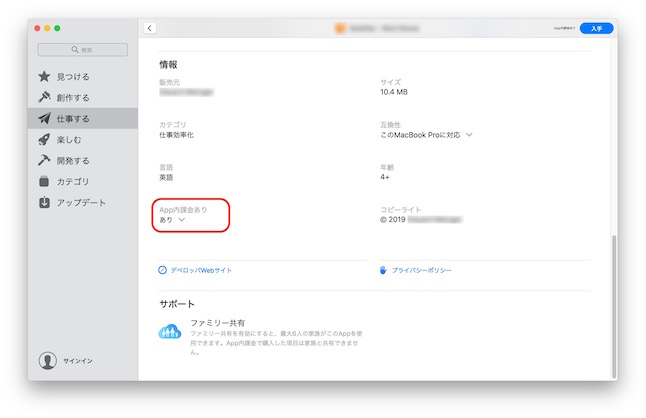 検索
App内課金あり
入手
見つける
創作する
仕事する
楽しむ
開発する
カテゴリ
アップデート
サインイン
情報
販売元
サイズ
10.4 MB
カテゴリ
仕事効率化
互換性
このMacBook Proに対応
言語
英語
年齢
4+
App内課金あり
あり
コピーライト
© 2019
デベロッパWebサイト
プライバシーポリシー
サポート
ファミリー共有
ファミリー共有を有効にすると、最大6人の家族がこのAppを使
用できます。App内課金で購入した項目は家族と共有できませ
ん。